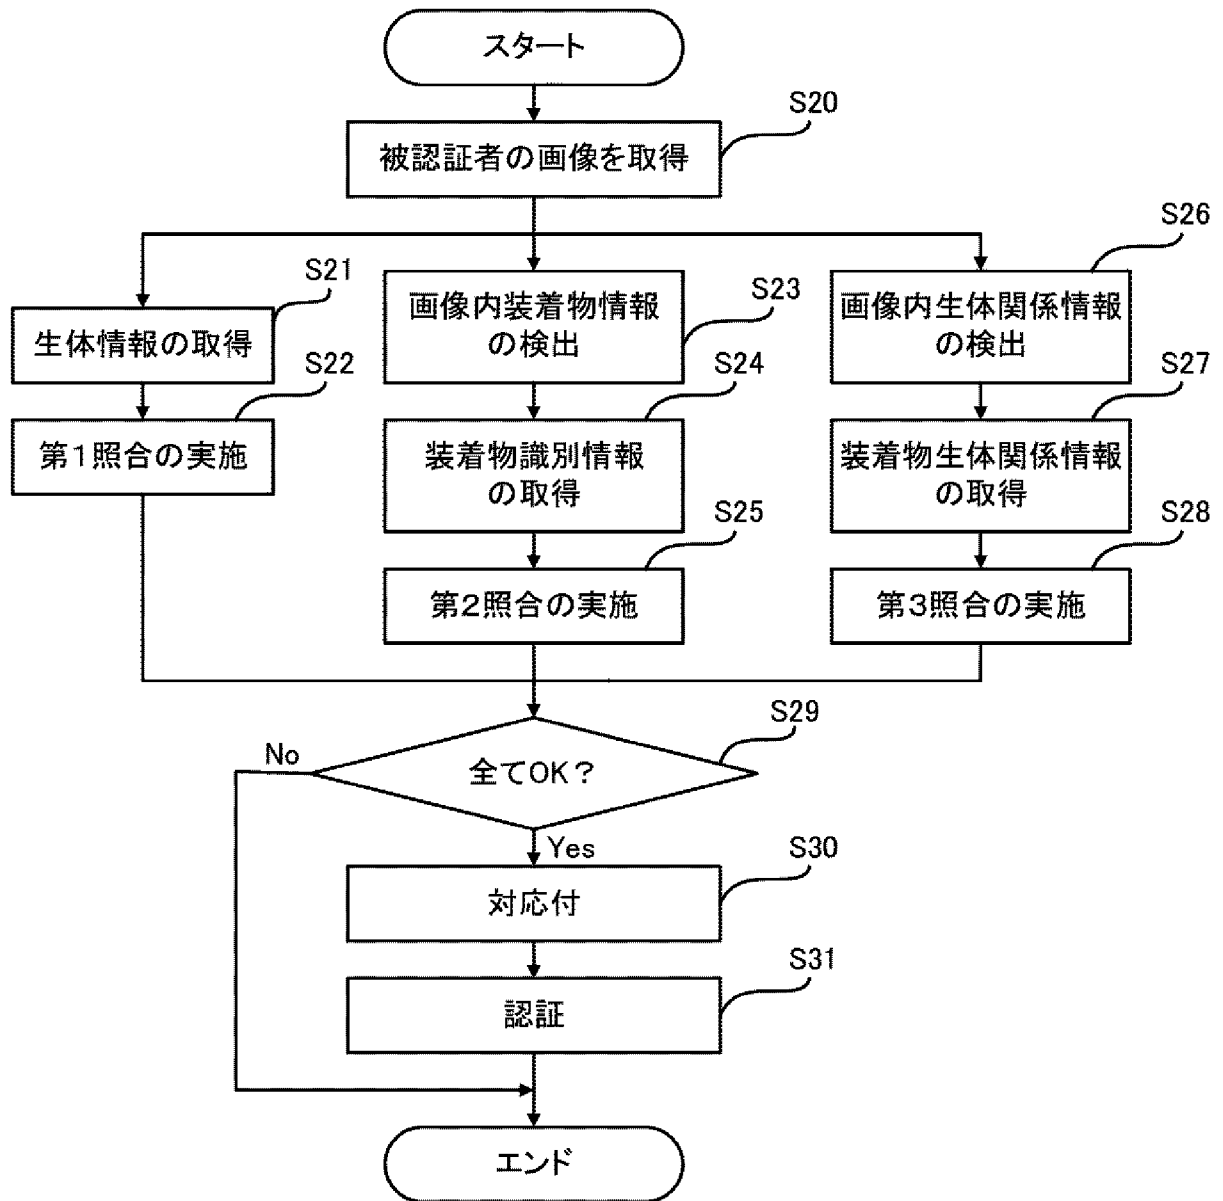 スタート
S20
被認証者の画像を取得
S21
生体情報の取得
S22
第1照合の実施
S23
画像内装着物情報
の検出
S24
装着物識別情報
の取得
S25
第2照合の実施
S26
画像内生体関係情報
の検出
S27
装着物生体関係情報
の取得
S28
第3照合の実施
S29
全てOK？
No
Yes
S30
対応付
S31
認証
エンド